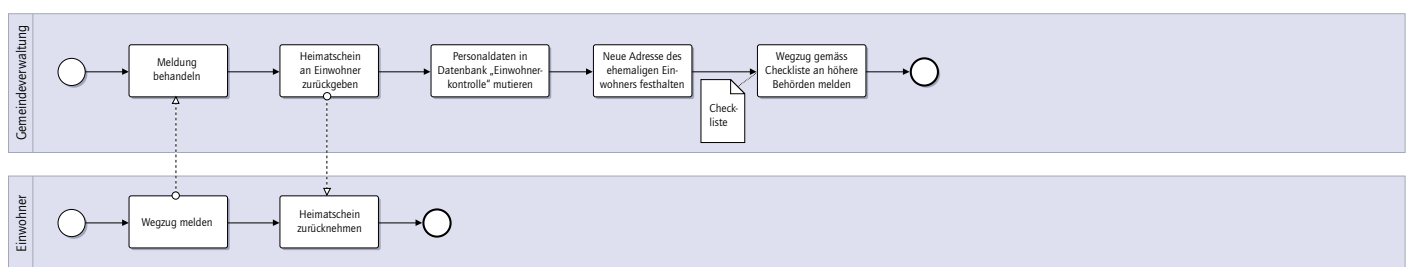 Gemeindeverwaltung
Meldung
behandeln
Heimatschein
an Einwohner
zurückgeben
Personaldaten in
Datenbank „Einwohner-
kontrolle“ mutieren
Neue Adresse des
ehemaligen Ein-
wohners festhalten
Wegzug gemäss
Checkliste an höhere
Behörden melden
Check-
liste
Einwohner
Wegzug melden
Heimatschein
zurücknehmen